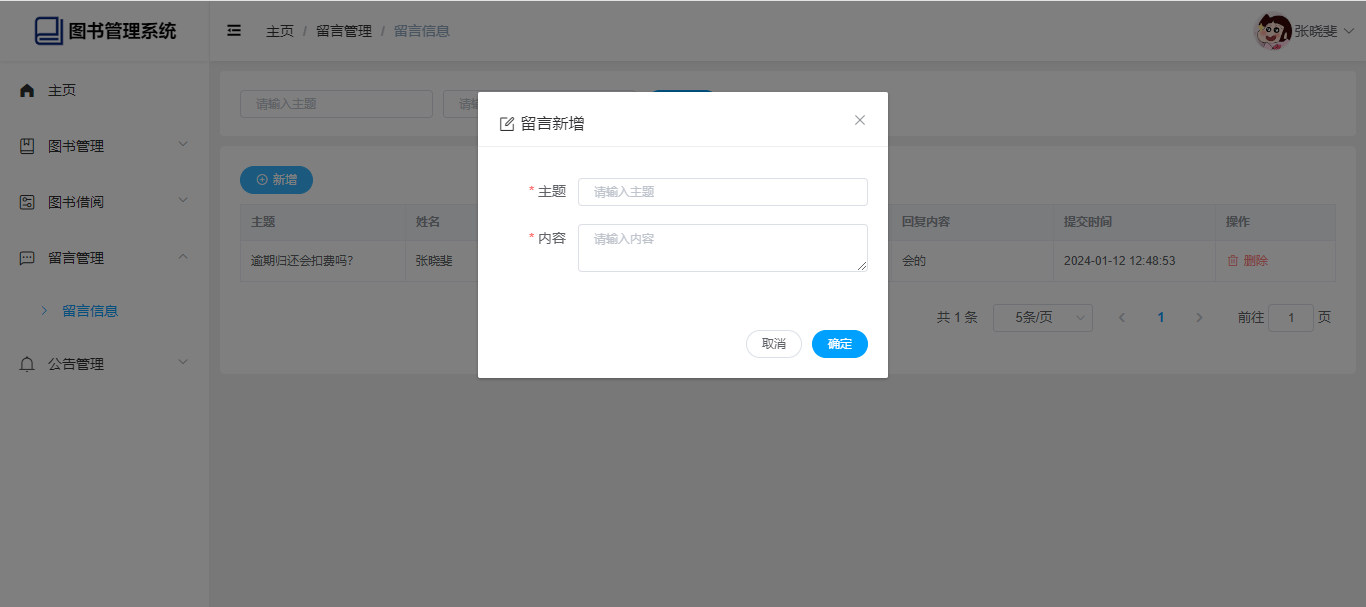 图书管理系统
主页 / 留言管理 / 留言信息
张晓斐
主页
图书管理
图书借阅
留言管理
留言信息
公告管理
请输入主题
请输
新增
主题 姓名 回复内容 提交时间 操作
逾期归还会扣费吗? 张晓斐 会的 2024-01-12 12:48:53 删除
共 1 条 5条/页 1 前往 1 页
留言新增
* 主题 请输入主题
* 内容 请输入内容
取消 确定